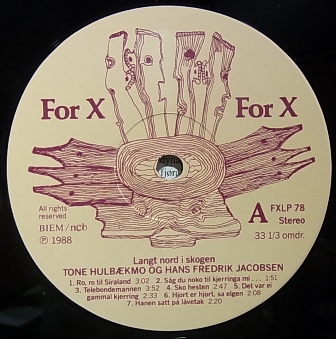 For X For X
All rights
reserved
BIEM/ncb
℗ 1988
A FXLP 78
Stereo
33 1/3 omdr.
Langt nord i skogen
TONE HULBÆKMO OG HANS FREDRIK JACOBSEN
1. Ro, ro til Siraland 3:02 2. Såg du noko til kjerringa mi . . . 1:51
3. Telebondemannen 3:52 4. Sko hesten 2:47 5. Det var ei
gammal kjerring 2:33 6. Hjort er hjort, sa elgen 2:08
7. Hanen satt på låvetak 2:20